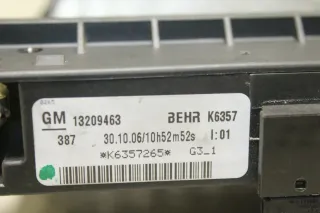 GM 13209463 BEHR K6357
387 30.10.06/10h52m52s I:01
*K6357265* G3_1